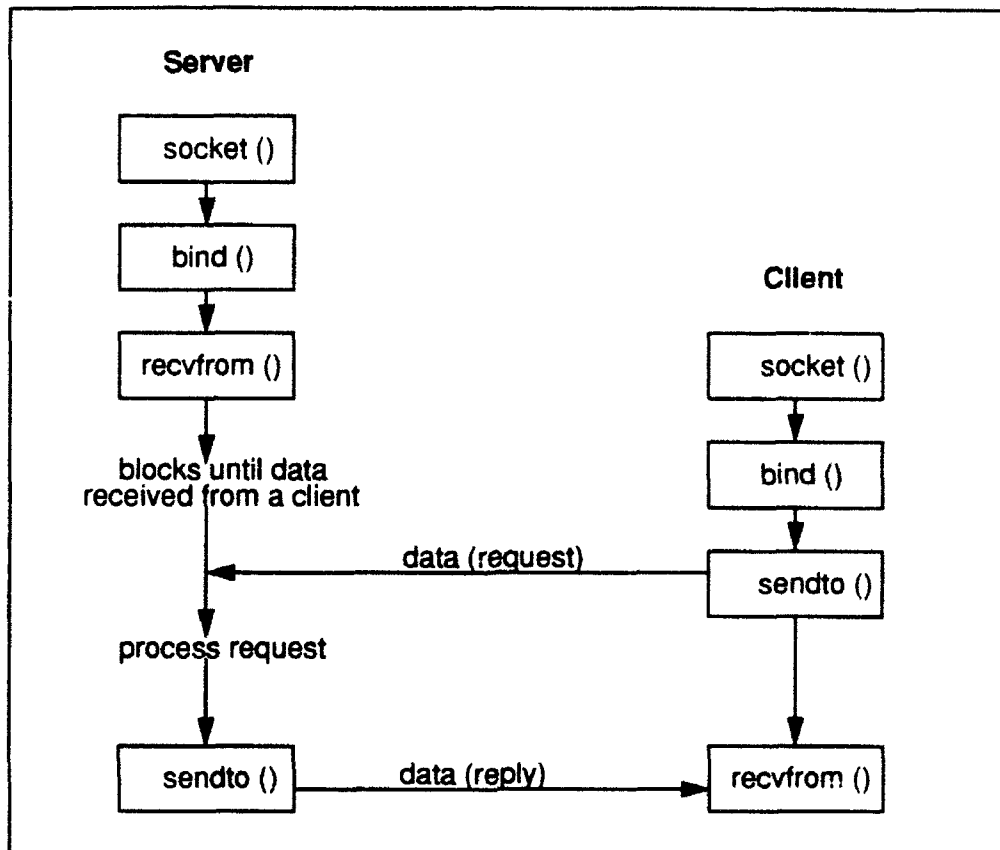 Server
socket ()
bind ()
recvfrom ()
blocks until data
received from a client
process request
sendto ()
Client
socket ()
bind ()
data (request)
sendto ()
data (reply)
recvfrom ()